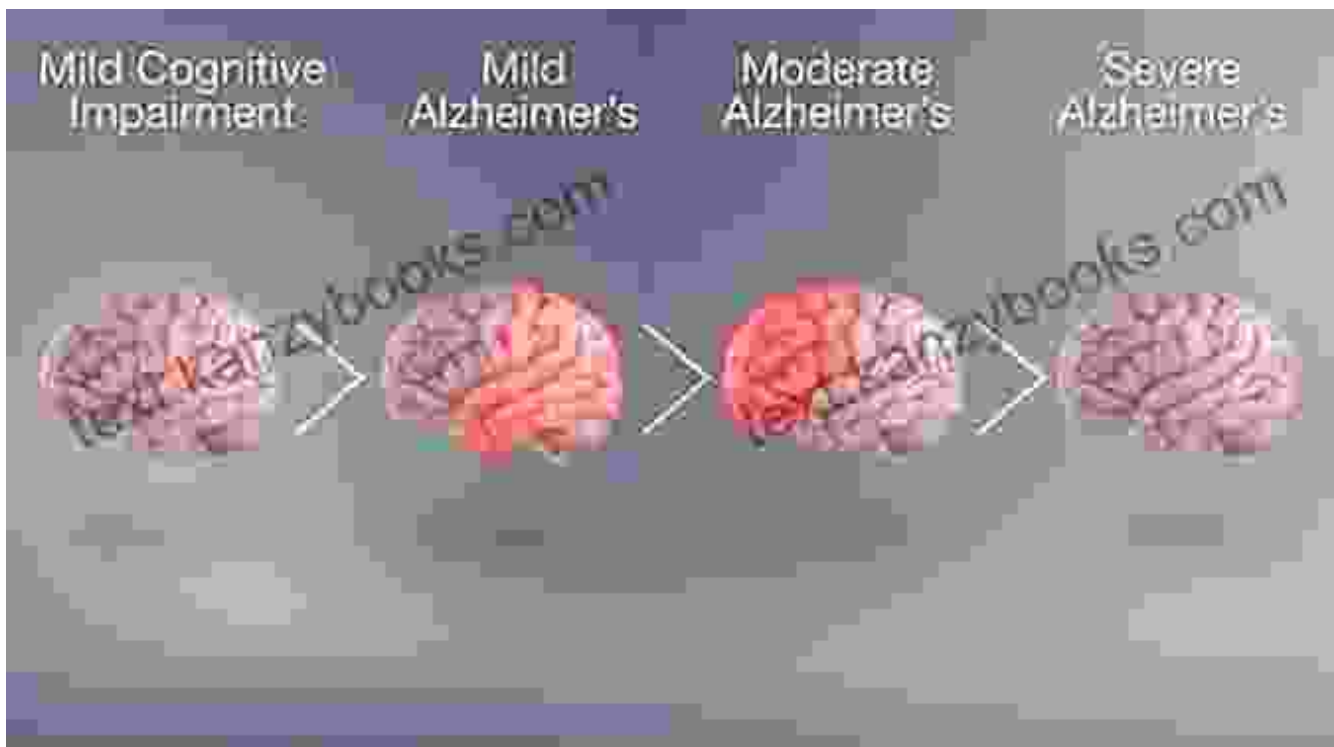 Mild Cognitive
Impairment
Mild
Alzheimer's
Moderate
Alzheimer's
Severe
Alzheimer's